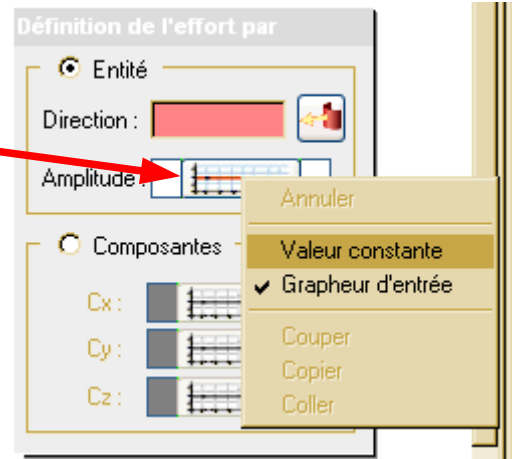 Définition de l'effort par
Entité
Direction :
Amplitude :
Annuler
Valeur constante
Grapheur d'entrée
Couper
Copier
Coller
Composantes
Cx :
Cy :
Cz :